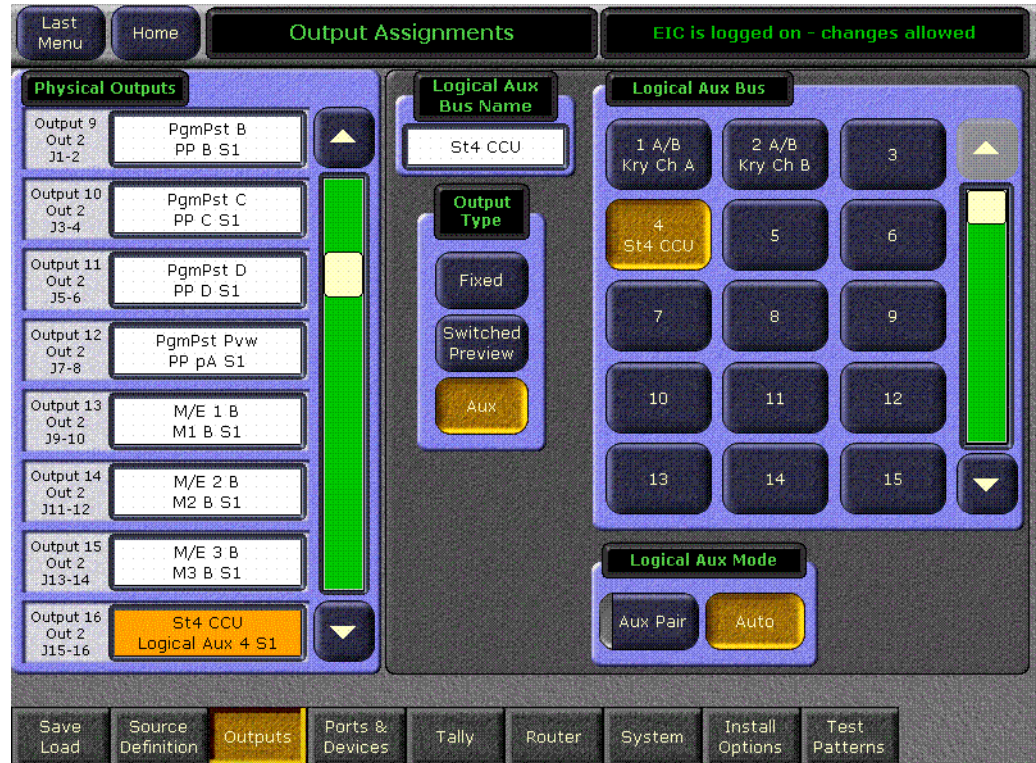 Last
Menu
Home
Output Assignments
EIC is logged on - changes allowed
Physical Outputs
Output 9
Out 2
J1-2
PgmPst B
PP B S1
Output 10
Out 2
J3-4
PgmPst C
PP C S1
Output 11
Out 2
J5-6
PgmPst D
PP D S1
Output 12
Out 2
J7-8
PgmPst Pvw
PP pA S1
Output 13
Out 2
J9-10
M/E 1 B
M1 B S1
Output 14
Out 2
J11-12
M/E 2 B
M2 B S1
Output 15
Out 2
J13-14
M/E 3 B
M3 B S1
Output 16
Out 2
J15-16
St4 CCU
Logical Aux 4 S1
Logical Aux
Bus Name
St4 CCU
Output
Type
Fixed
Switched
Preview
Aux
Logical Aux Bus
1 A/B
Kry Ch A
2 A/B
Kry Ch B
3
4
St4 CCU
5
6
7
8
9
10
11
12
13
14
15
Logical Aux Mode
Aux Pair
Auto
Save
Load
Source
Definition
Outputs
Ports &
Devices
Tally
Router
System
Install
Options
Test
Patterns